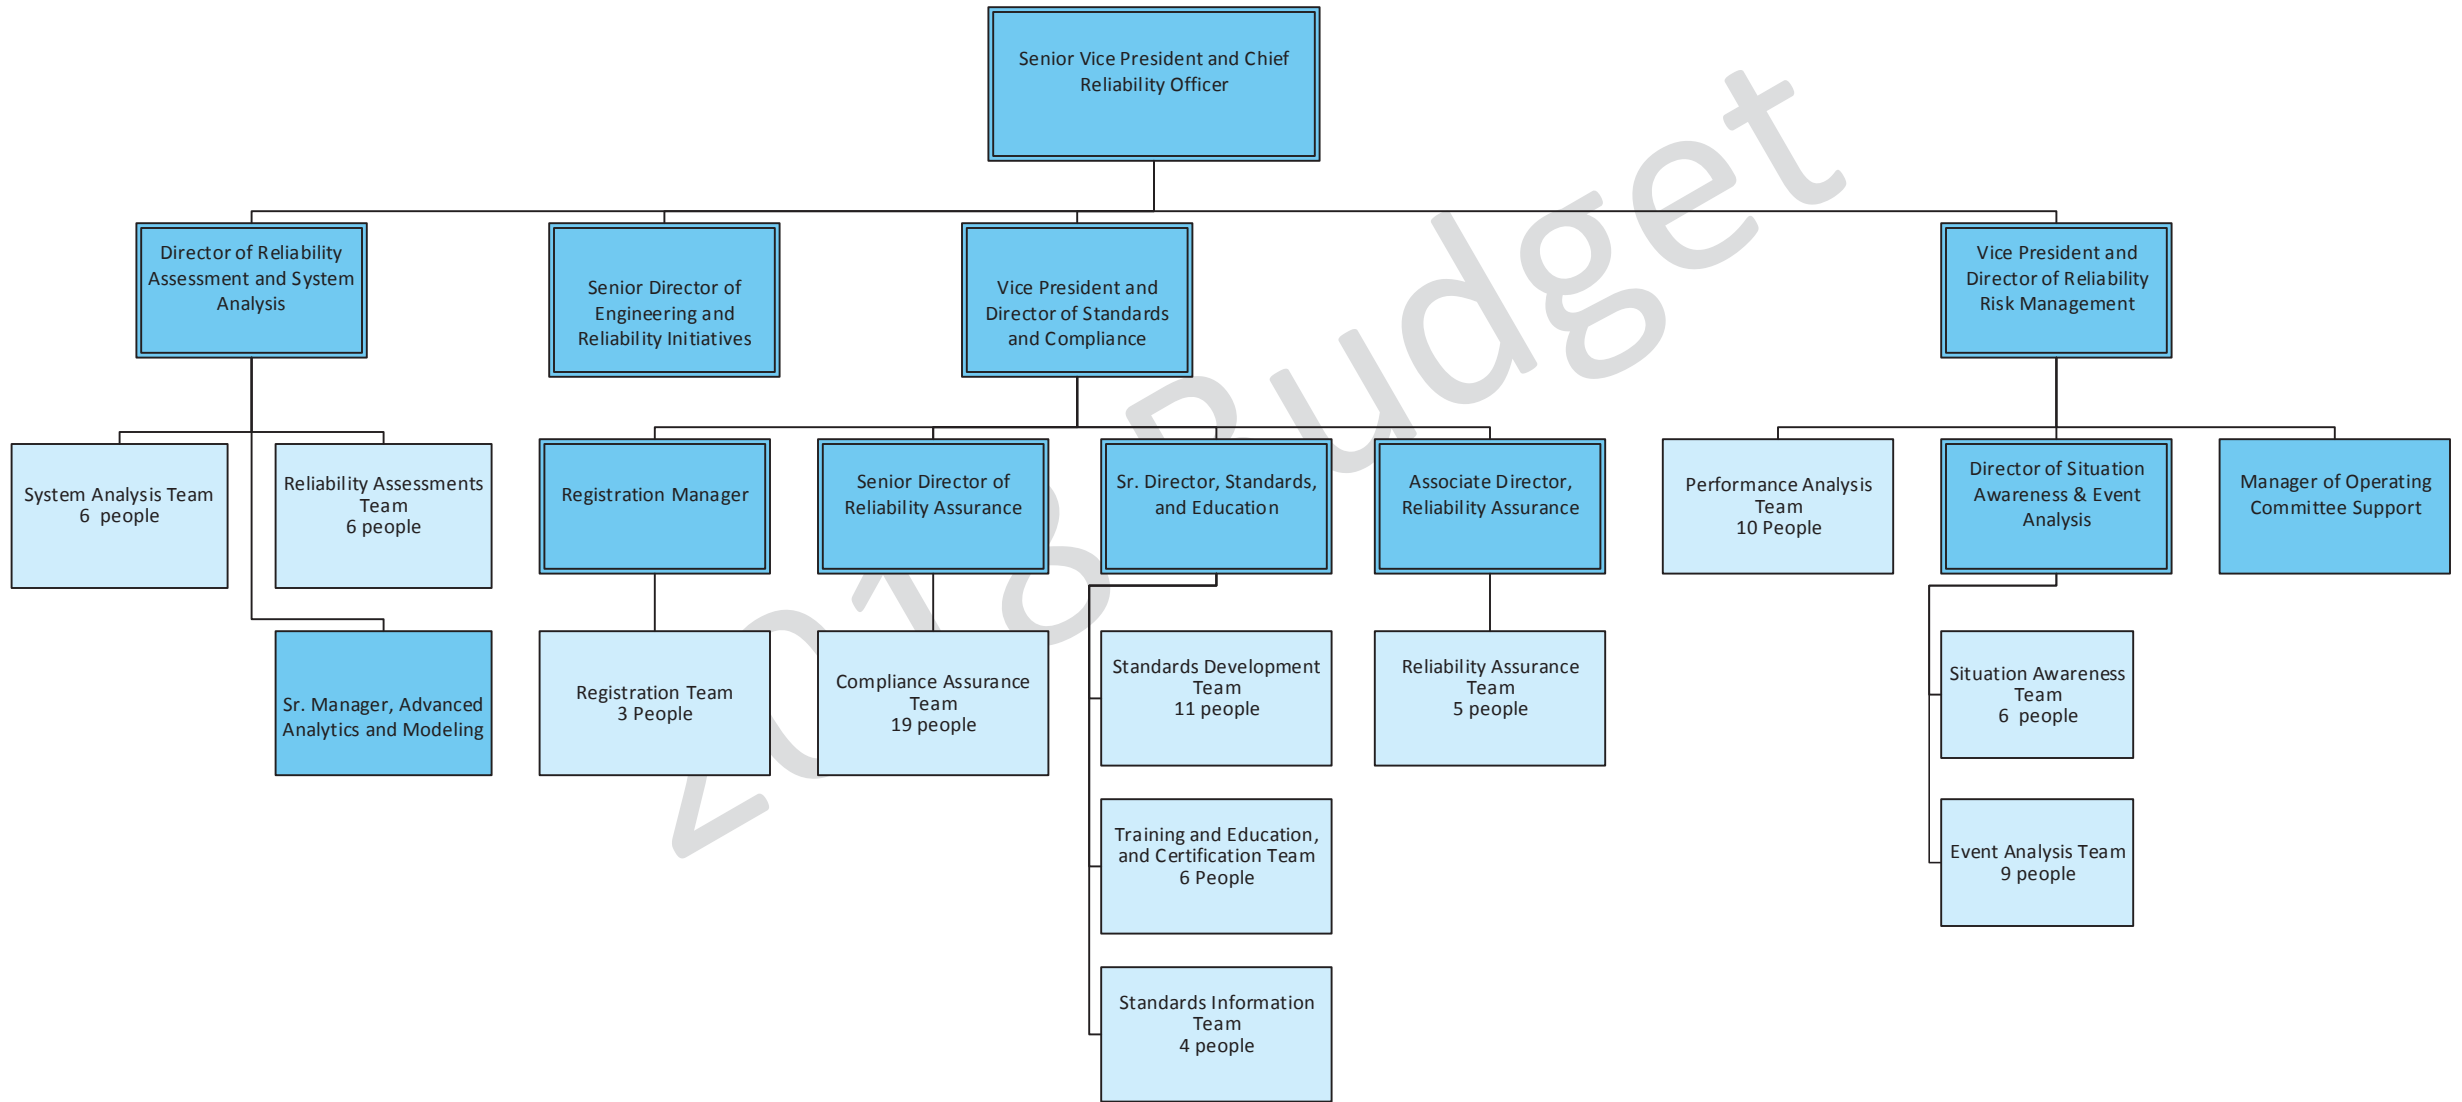 Senior Vice President and Chief
Reliability Officer
Director of Reliability
Assessment and System
Analysis
Senior Director of
Engineering and
Reliability Initiatives
Vice President and
Director of Standards
and Compliance
Vice President and
Director of Reliability
Risk Management
System Analysis Team
6 people
Reliability Assessments
Team
6 people
Registration Manager
Senior Director of
Reliability Assurance
Sr. Director, Standards,
and Education
Associate Director,
Reliability Assurance
Performance Analysis
Team
10 People
Director of Situation
Awareness & Event
Analysis
Manager of Operating
Committee Support
Sr. Manager, Advanced
Analytics and Modeling
Registration Team
3 People
Compliance Assurance
Team
19 people
Standards Development
Team
11 people
Reliability Assurance
Team
5 people
Situation Awareness
Team
6 people
Training and Education,
and Certification Team
6 People
Event Analysis Team
9 people
Standards Information
Team
4 people
2018 Budget